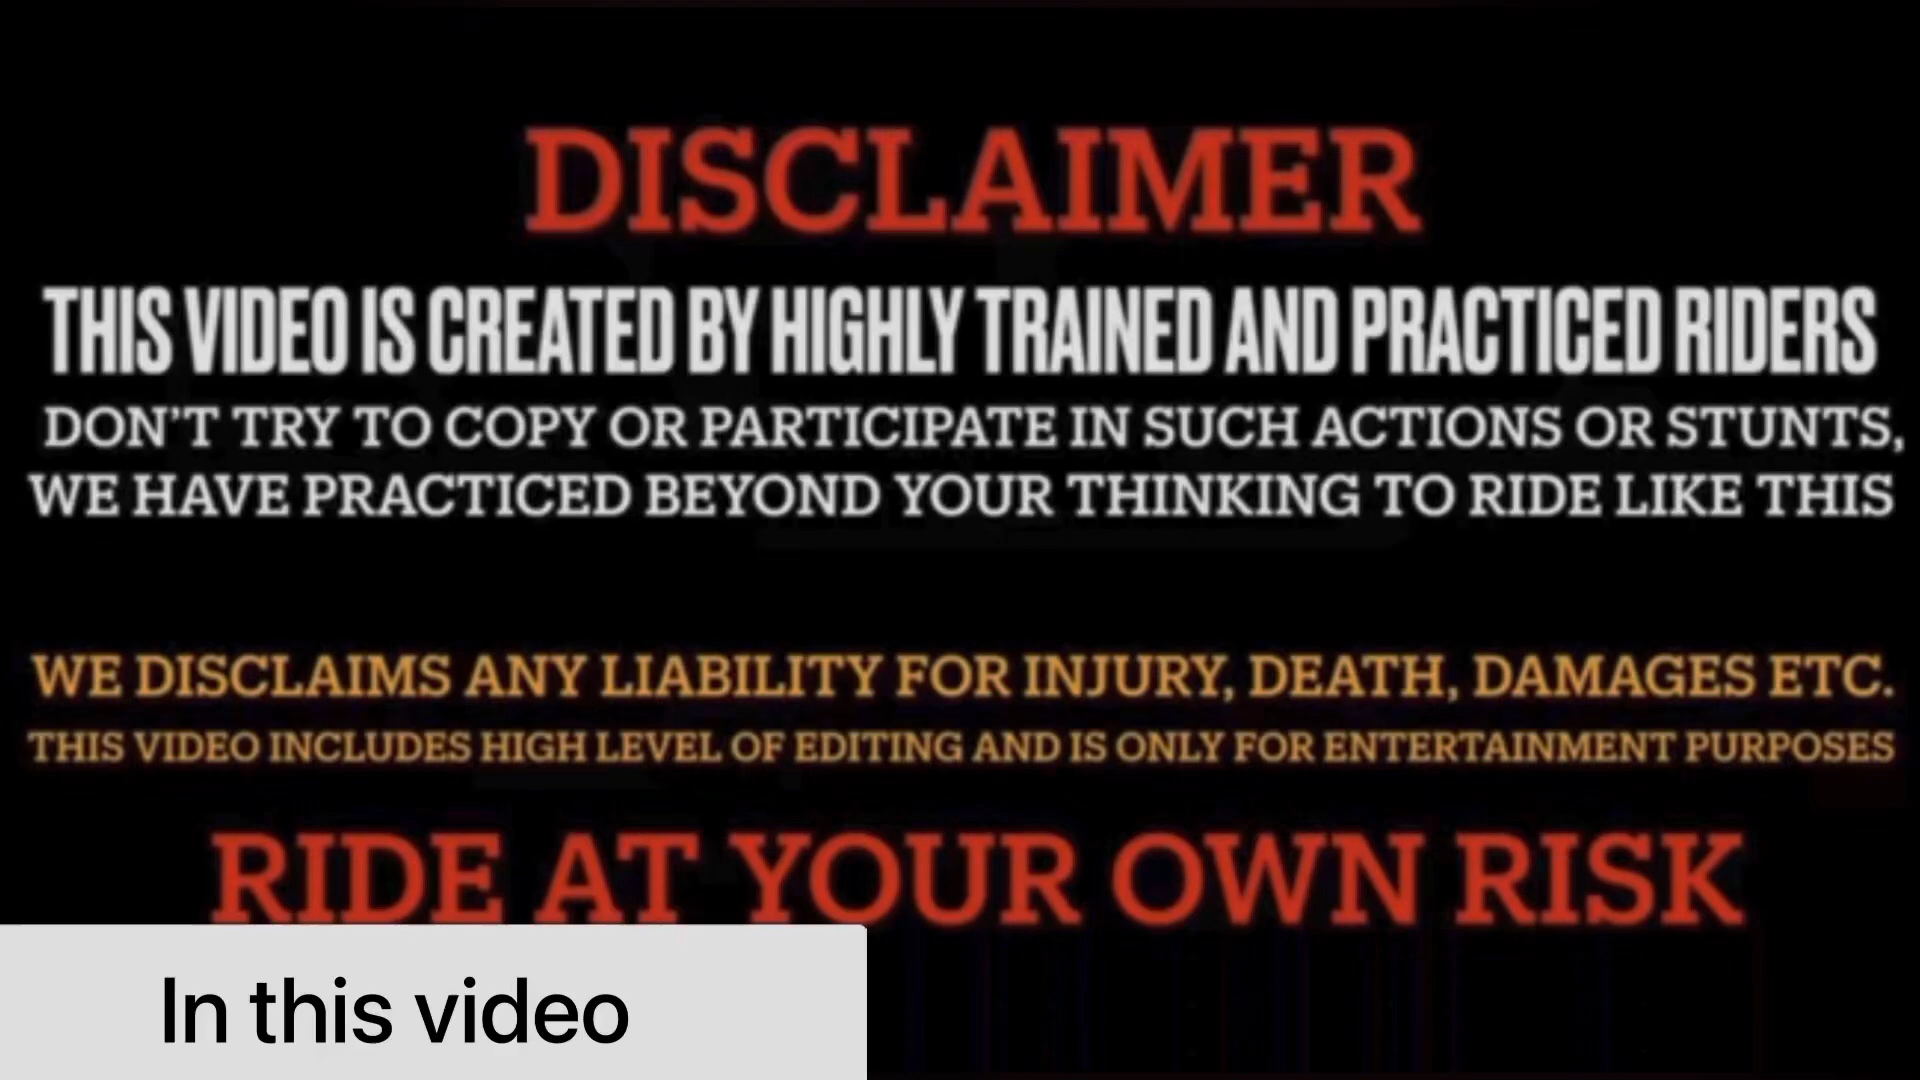 DISCLAIMER
THIS VIDEO IS CREATED BY HIGHLY TRAINED AND PRACTICED RIDERS
DON'T TRY TO COPY OR PARTICIPATE IN SUCH ACTIONS OR STUNTS,
WE HAVE PRACTICED BEYOND YOUR THINKING TO RIDE LIKE THIS
WE DISCLAIMS ANY LIABILITY FOR INJURY, DEATH, DAMAGES ETC.
THIS VIDEO INCLUDES HIGH LEVEL OF EDITING AND IS ONLY FOR ENTERTAINMENT PURPOSES
RIDE AT YOUR OWN RISK
In this video